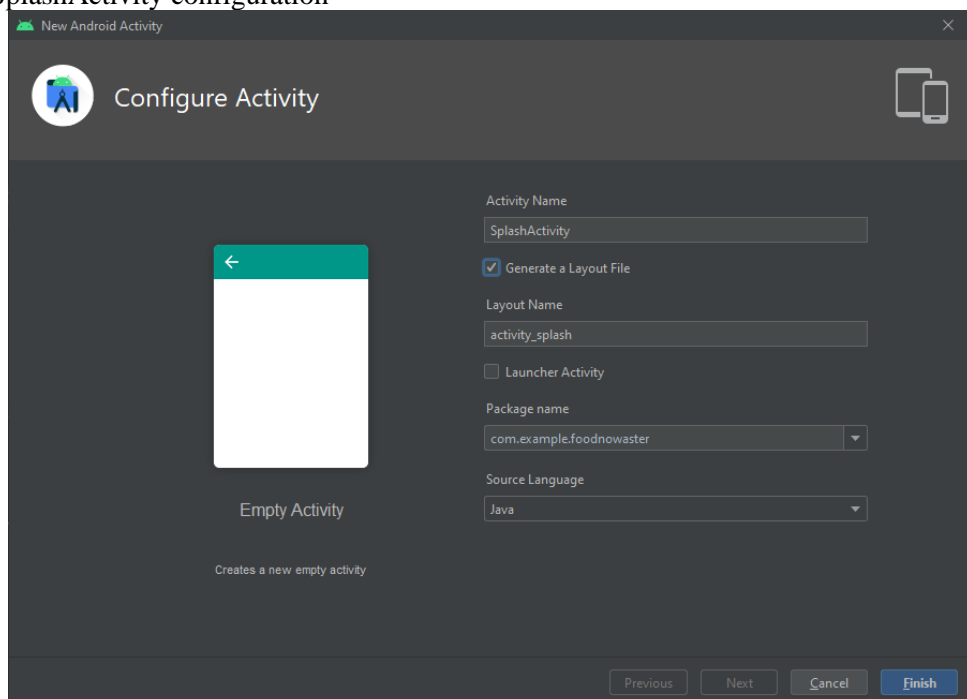 SplashActivity configuration
New Android Activity
Configure Activity
Activity Name
SplashActivity
Generate a Layout File
Layout Name
activity_splash
Launcher Activity
Package name
com.example.foodnowaster
Source Language
Java
Empty Activity
Creates a new empty activity
Previous Next Cancel Finish